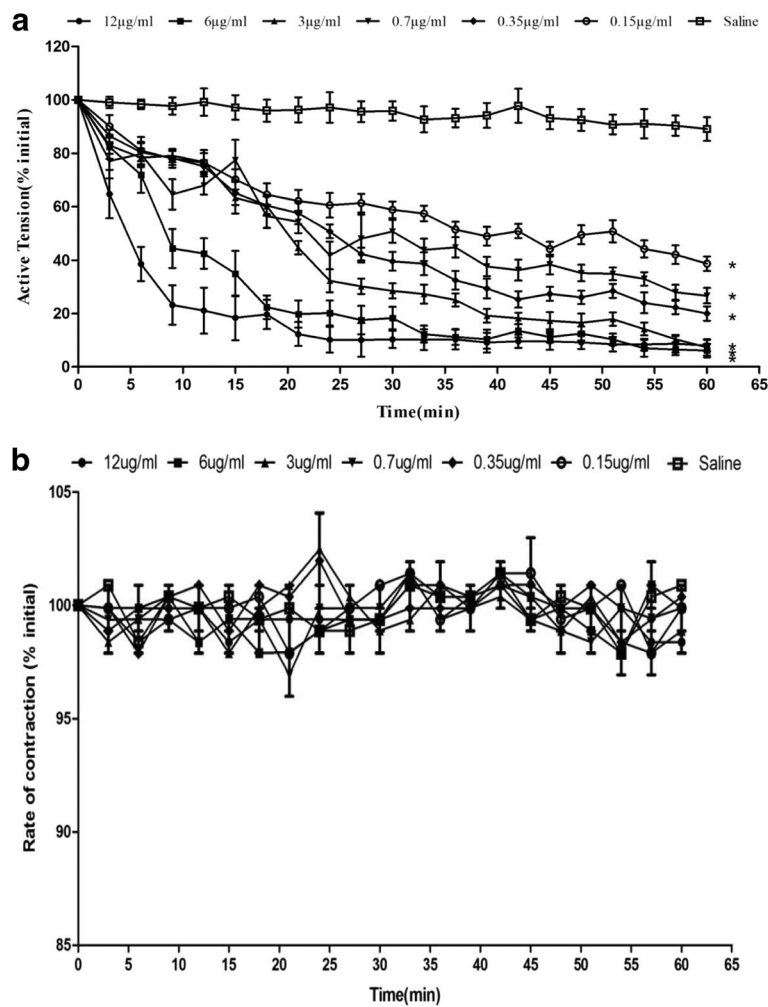 a
12µg/ml 6µg/ml 3µg/ml 0.7µg/ml 0.35µg/ml 0.15µg/ml Saline
Active Tension(% initial)
120
100
80
60
40
20
0
* * * * * *
0 5 10 15 20 25 30 35 40 45 50 55 60 65
Time(min)
b
12ug/ml 6ug/ml 3ug/ml 0.7ug/ml 0.35ug/ml 0.15ug/ml Saline
Rate of contraction (% initial)
105
100
95
90
85
0 5 10 15 20 25 30 35 40 45 50 55 60 65
Time(min)